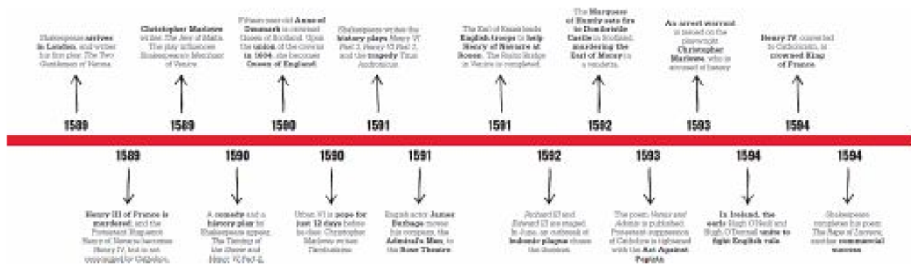 Shakespeare arrives
in London, and writes
his first play, The Two
Gentlemen of Verona.
1589
Christopher Marlowe
writes The Jew of Malta.
The play influences
Shakespeare's Merchant
of Venice.
1589
Fifteen-year-old Anne of
Denmark is crowned
Queen of Scotland. Upon
the union of the crowns
in 1604, she becomes
Queen of England.
1590
Shakespeare writes the
history plays Henry VI
Part 2, Henry VI Part 3,
and the tragedy Titus
Andronicus.
1591
The Earl of Essex leads
English troops to help
Henry of Navarre at
Rouen. The Rialto Bridge
in Venice is completed.
1591
The Marquess
of Huntly sets fire
to Donibristle
Castle in Scotland,
murdering the
Earl of Moray in
a vendetta.
1592
An arrest warrant
is issued on the
playwright
Christopher
Marlowe, who is
accused of heresy.
1593
Henry IV, converted
to Catholicism, is
crowned King
of France.
1594
1589
Henry III of France is
murdered, and the
Protestant Huguenot
Henry of Navarre becomes
Henry IV, but is not
recognized by Catholics.
1590
A comedy and a
history play by
Shakespeare appear,
The Taming of
the Shrew and
Henry VI, Part 1.
1590
Urban VII is pope for
just 12 days before
he dies. Christopher
Marlowe writes
Tamburlaine.
1591
English actor James
Burbage moves
his company, the
Admiral's Men, to
the Rose Theatre.
1592
Richard III and
Edward III are staged.
In June, an outbreak of
bubonic plague closes
the theatres.
1593
The poem Venus and
Adonis is published.
Protestant suppression
of Catholics is tightened
with the Act Against
Papists.
1594
In Ireland, the
earls Hugh O'Neill and
Hugh O'Donnell unite to
fight English rule.
1594
Shakespeare
completes his poem
The Rape of Lucrece,
another commercial
success.